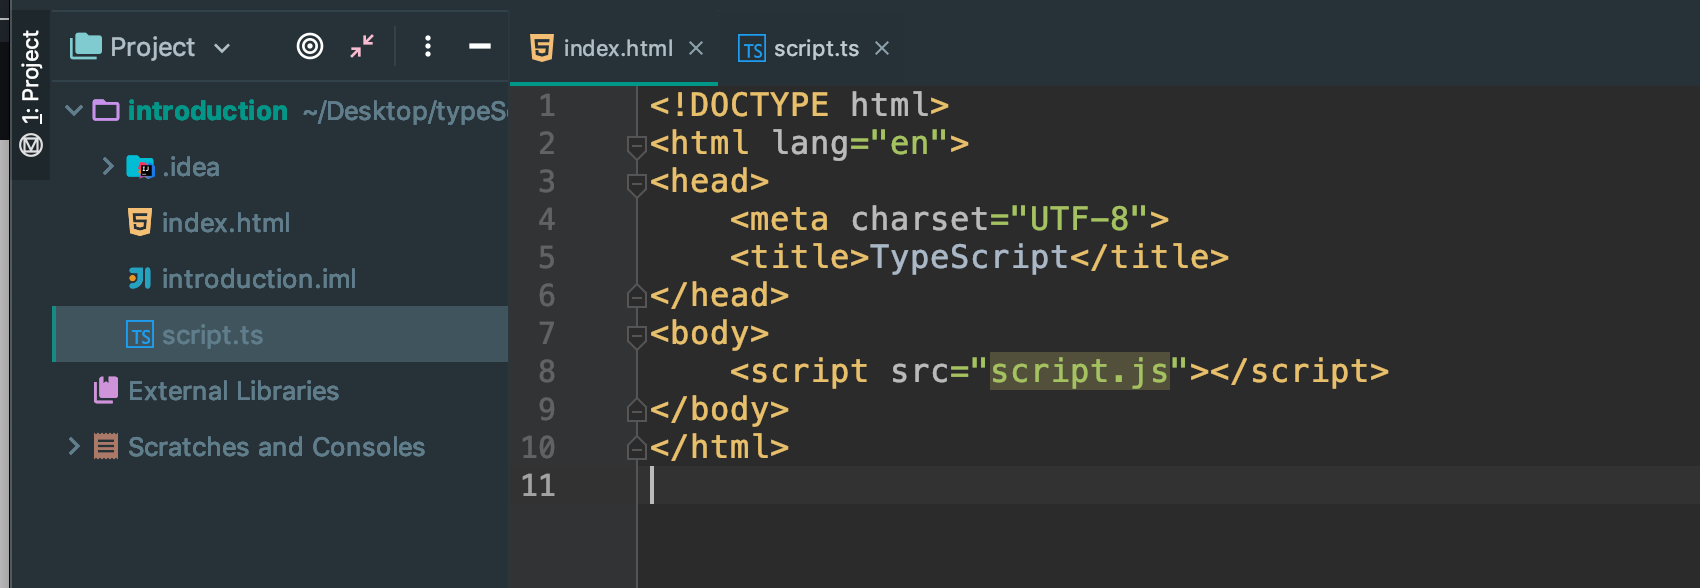 1: Project
Project
introduction ~/Desktop/typeS
.idea
index.html
introduction.iml
script.ts
External Libraries
Scratches and Consoles
index.html
script.ts
1 <!DOCTYPE html>
2 <html lang="en">
3 <head>
4     <meta charset="UTF-8">
5     <title>TypeScript</title>
6 </head>
7 <body>
8     <script src="script.js"></script>
9 </body>
10 </html>
11